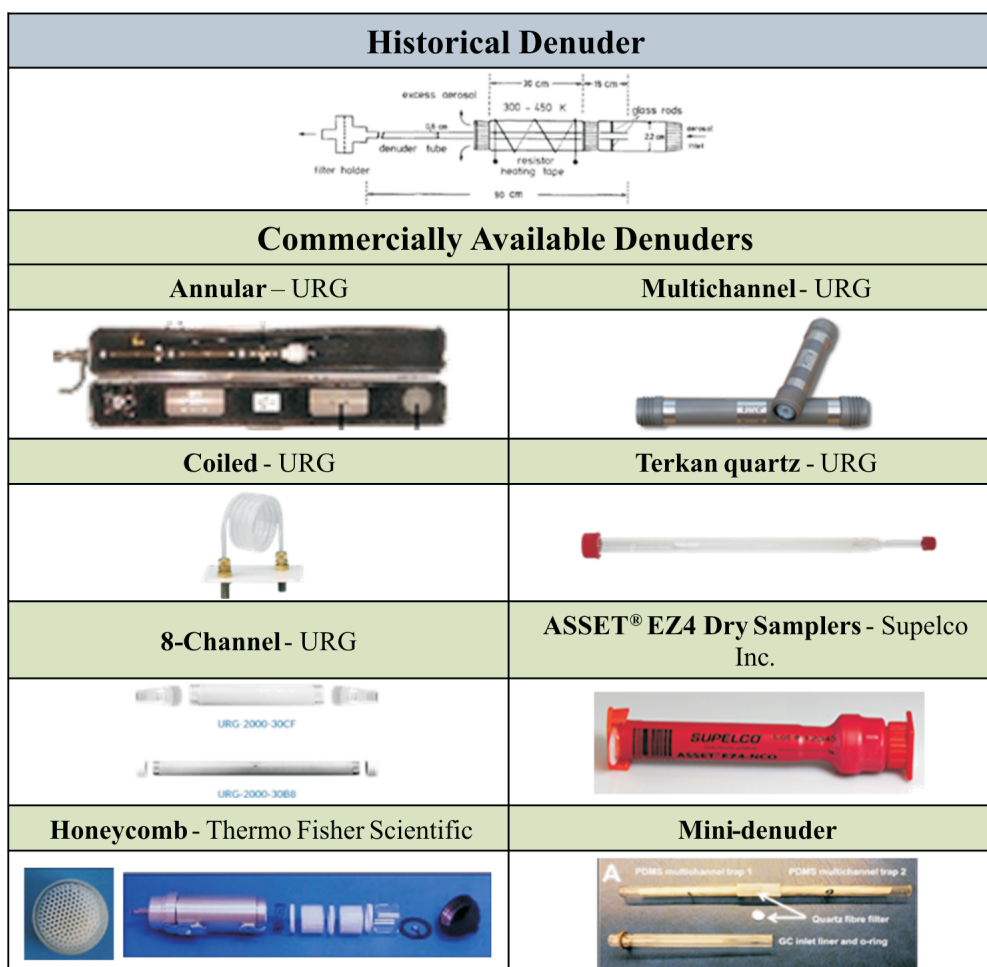 Historical Denuder
30 cm
15 cm
excess aerosol
300 - 450 K
glass rods
0,6 cm
2.2 cm
aerosol
inlet
denuder tube
filter holder
resistor
heating tape
90 cm
Commercially Available Denuders
Annular – URG
Multichannel - URG
Coiled - URG
Terkan quartz - URG
8-Channel - URG
ASSET® EZ4 Dry Samplers - Supelco
Inc.
URG-2000-30CF
URG-2000-30B8
SUPELCO
ASSET EZ4-NCO
Honeycomb - Thermo Fisher Scientific
Mini-denuder
A
PDMS multichannel trap 1
PDMS multichannel trap 2
Quartz fibre filter
GC inlet liner and o-ring